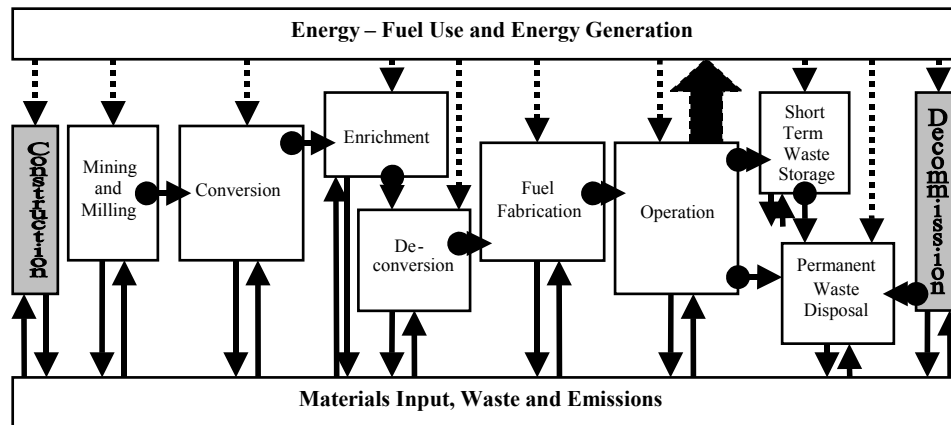 Energy – Fuel Use and Energy Generation
Construction
Mining
and
Milling
Conversion
Enrichment
De-
conversion
Fuel
Fabrication
Operation
Short
Term
Waste
Storage
Permanent
Waste
Disposal
Decommission
Materials Input, Waste and Emissions